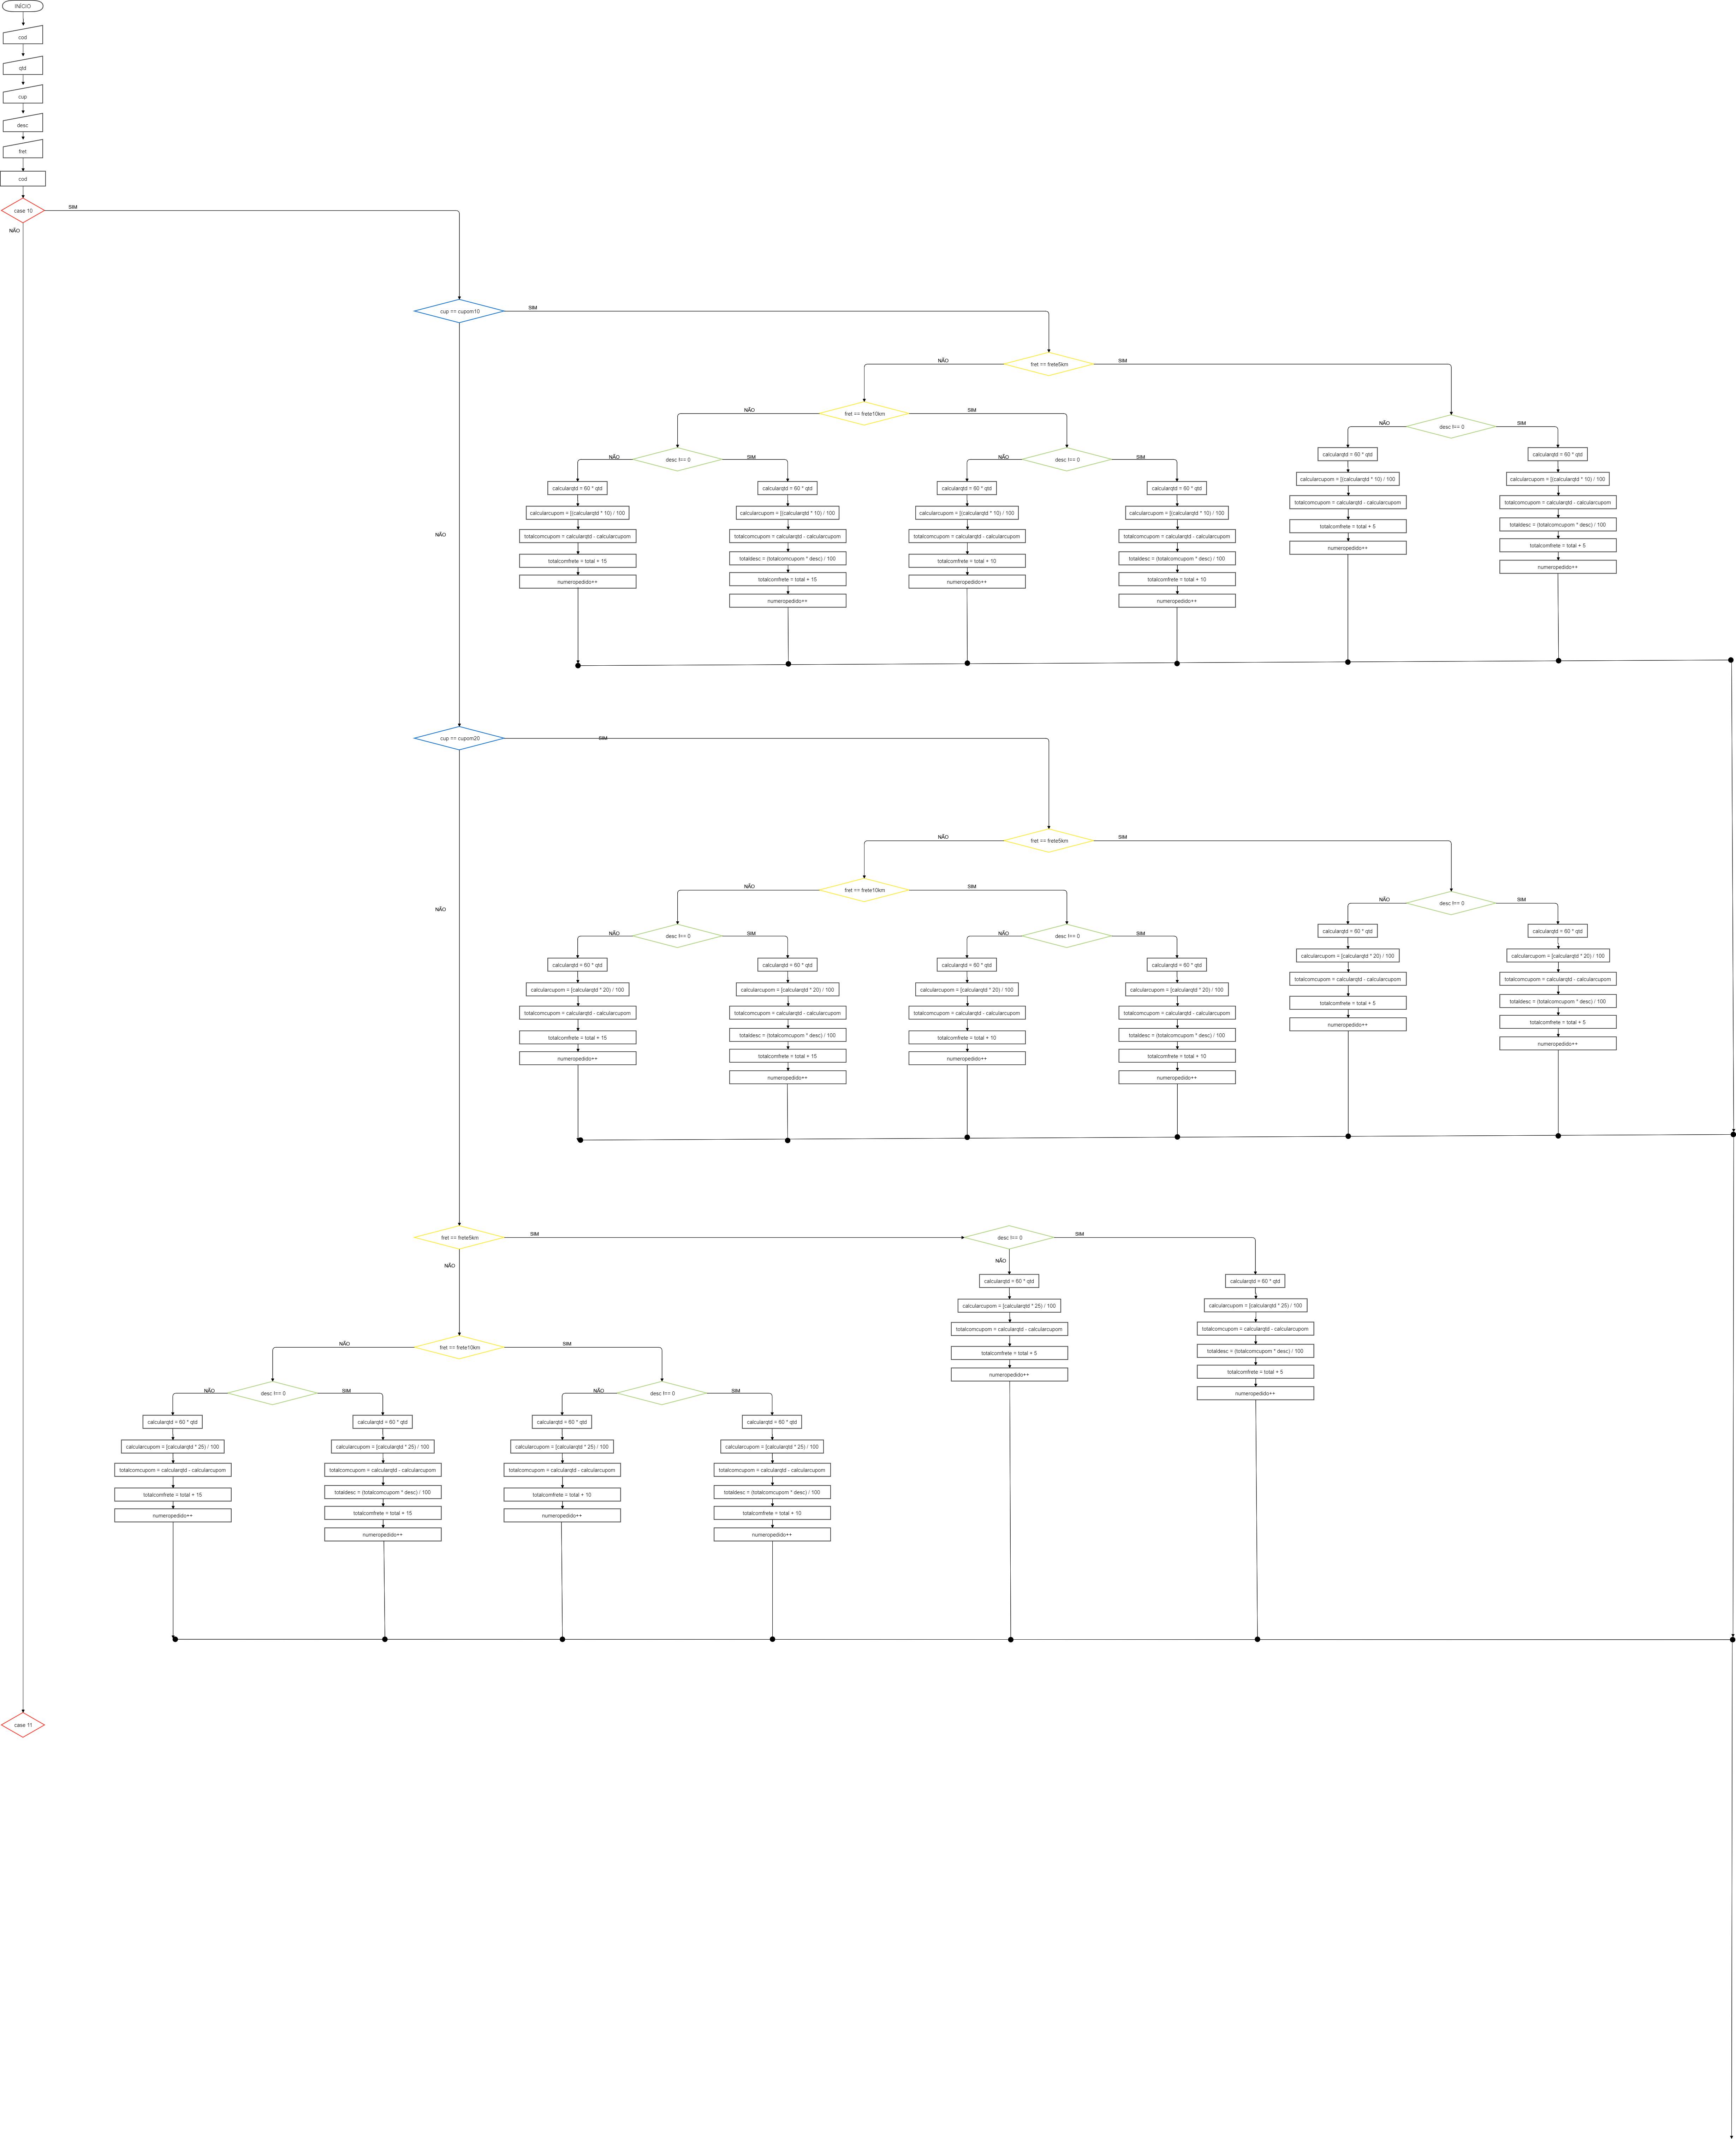 INÍCIO
cod
qtd
cup
desc
fret
cod
case 10
SIM
NÃO
cup == cupom10
SIM
NÃO
fret == frete5km
NÃO
SIM
fret == frete10km
NÃO
SIM
desc !== 0
NÃO
SIM
desc !== 0
NÃO
SIM
desc !== 0
NÃO
SIM
calcularqtd = 60 * qtd
calcularcupom = [(calcularqtd * 10) / 100
totalcomcupom = calcularqtd - calcularcupom
totalcomfrete = total + 15
numeropedido++
calcularqtd = 60 * qtd
calcularcupom = [(calcularqtd * 10) / 100
totalcomcupom = calcularqtd - calcularcupom
totaldesc = (totalcomcupom * desc) / 100
totalcomfrete = total + 15
numeropedido++
calcularqtd = 60 * qtd
calcularcupom = [(calcularqtd * 10) / 100
totalcomcupom = calcularqtd - calcularcupom
totalcomfrete = total + 10
numeropedido++
calcularqtd = 60 * qtd
calcularcupom = [(calcularqtd * 10) / 100
totalcomcupom = calcularqtd - calcularcupom
totaldesc = (totalcomcupom * desc) / 100
totalcomfrete = total + 10
numeropedido++
calcularqtd = 60 * qtd
calcularcupom = [(calcularqtd * 10) / 100
totalcomcupom = calcularqtd - calcularcupom
totalcomfrete = total + 5
numeropedido++
calcularqtd = 60 * qtd
calcularcupom = [(calcularqtd * 10) / 100
totalcomcupom = calcularqtd - calcularcupom
totaldesc = (totalcomcupom * desc) / 100
totalcomfrete = total + 5
numeropedido++
cup == cupom20
SIM
NÃO
fret == frete5km
NÃO
SIM
fret == frete10km
NÃO
SIM
desc !== 0
NÃO
SIM
desc !== 0
NÃO
SIM
desc !== 0
NÃO
SIM
calcularqtd = 60 * qtd
calcularcupom = [calcularqtd * 20) / 100
totalcomcupom = calcularqtd - calcularcupom
totalcomfrete = total + 15
numeropedido++
calcularqtd = 60 * qtd
calcularcupom = [calcularqtd * 20) / 100
totalcomcupom = calcularqtd - calcularcupom
totaldesc = (totalcomcupom * desc) / 100
totalcomfrete = total + 15
numeropedido++
calcularqtd = 60 * qtd
calcularcupom = [calcularqtd * 20) / 100
totalcomcupom = calcularqtd - calcularcupom
totalcomfrete = total + 10
numeropedido++
calcularqtd = 60 * qtd
calcularcupom = [calcularqtd * 20) / 100
totalcomcupom = calcularqtd - calcularcupom
totaldesc = (totalcomcupom * desc) / 100
totalcomfrete = total + 10
numeropedido++
calcularqtd = 60 * qtd
calcularcupom = [calcularqtd * 20) / 100
totalcomcupom = calcularqtd - calcularcupom
totalcomfrete = total + 5
numeropedido++
calcularqtd = 60 * qtd
calcularcupom = [calcularqtd * 20) / 100
totalcomcupom = calcularqtd - calcularcupom
totaldesc = (totalcomcupom * desc) / 100
totalcomfrete = total + 5
numeropedido++
fret == frete5km
SIM
NÃO
desc !== 0
SIM
NÃO
calcularqtd = 60 * qtd
calcularcupom = [calcularqtd * 25) / 100
totalcomcupom = calcularqtd - calcularcupom
totalcomfrete = total + 5
numeropedido++
calcularqtd = 60 * qtd
calcularcupom = [calcularqtd * 25) / 100
totalcomcupom = calcularqtd - calcularcupom
totaldesc = (totalcomcupom * desc) / 100
totalcomfrete = total + 5
numeropedido++
fret == frete10km
NÃO
SIM
desc !== 0
NÃO
SIM
desc !== 0
NÃO
SIM
calcularqtd = 60 * qtd
calcularcupom = [calcularqtd * 25) / 100
totalcomcupom = calcularqtd - calcularcupom
totalcomfrete = total + 15
numeropedido++
calcularqtd = 60 * qtd
calcularcupom = [calcularqtd * 25) / 100
totalcomcupom = calcularqtd - calcularcupom
totaldesc = (totalcomcupom * desc) / 100
totalcomfrete = total + 15
numeropedido++
calcularqtd = 60 * qtd
calcularcupom = [calcularqtd * 25) / 100
totalcomcupom = calcularqtd - calcularcupom
totalcomfrete = total + 10
numeropedido++
calcularqtd = 60 * qtd
calcularcupom = [calcularqtd * 25) / 100
totalcomcupom = calcularqtd - calcularcupom
totaldesc = (totalcomcupom * desc) / 100
totalcomfrete = total + 10
numeropedido++
case 11